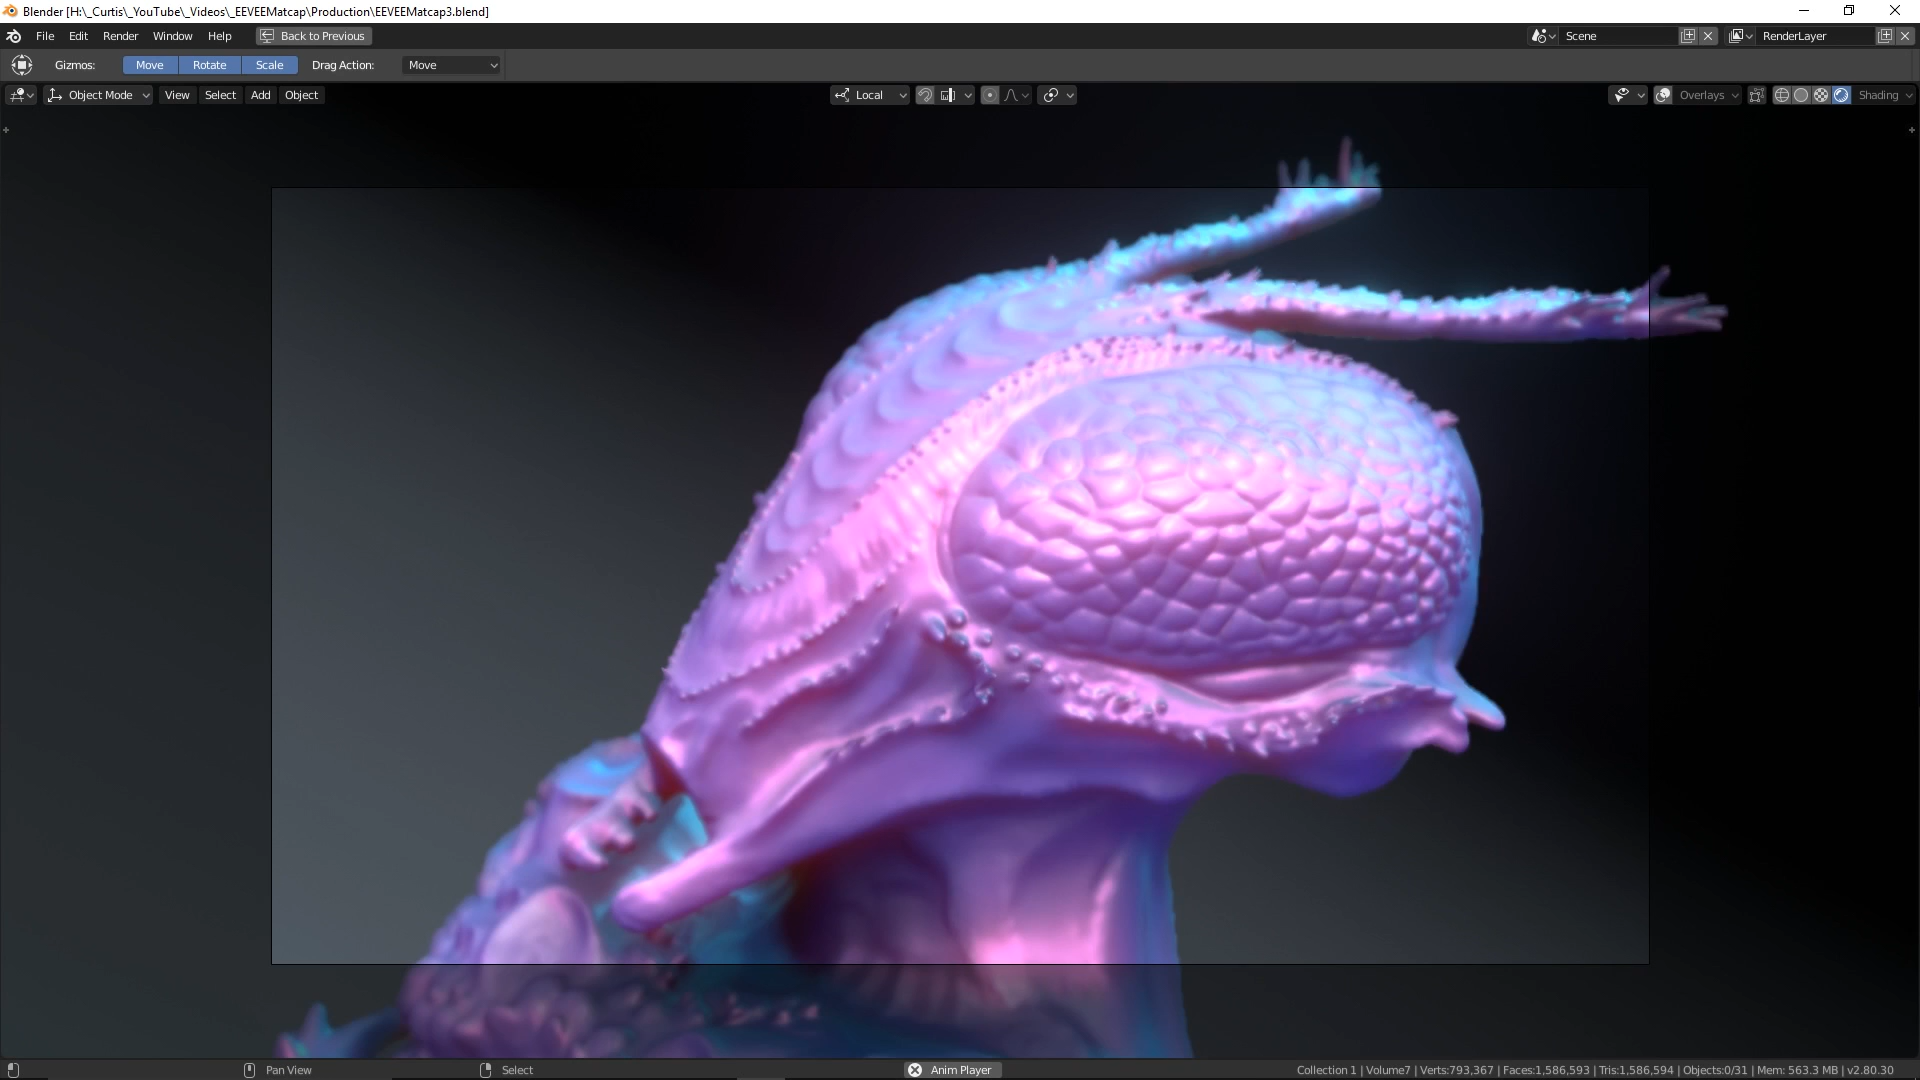 Blender [H:\_Curtis\_YouTube\_Videos\_EEVEEMatcap\Production\EEVEEMatcap3.blend]
File Edit Render Window Help Back to Previous Scene RenderLayer
Gizmos: Move Rotate Scale Drag Action: Move
Object Mode View Select Add Object Local Overlays Shading
Pan View Select Anim Player Collection 1 | Volume7 | Verts:793,367 | Faces:1,586,593 | Tris:1,586,594 | Objects:0/31 | Mem: 563.3 MB | v2.80.30